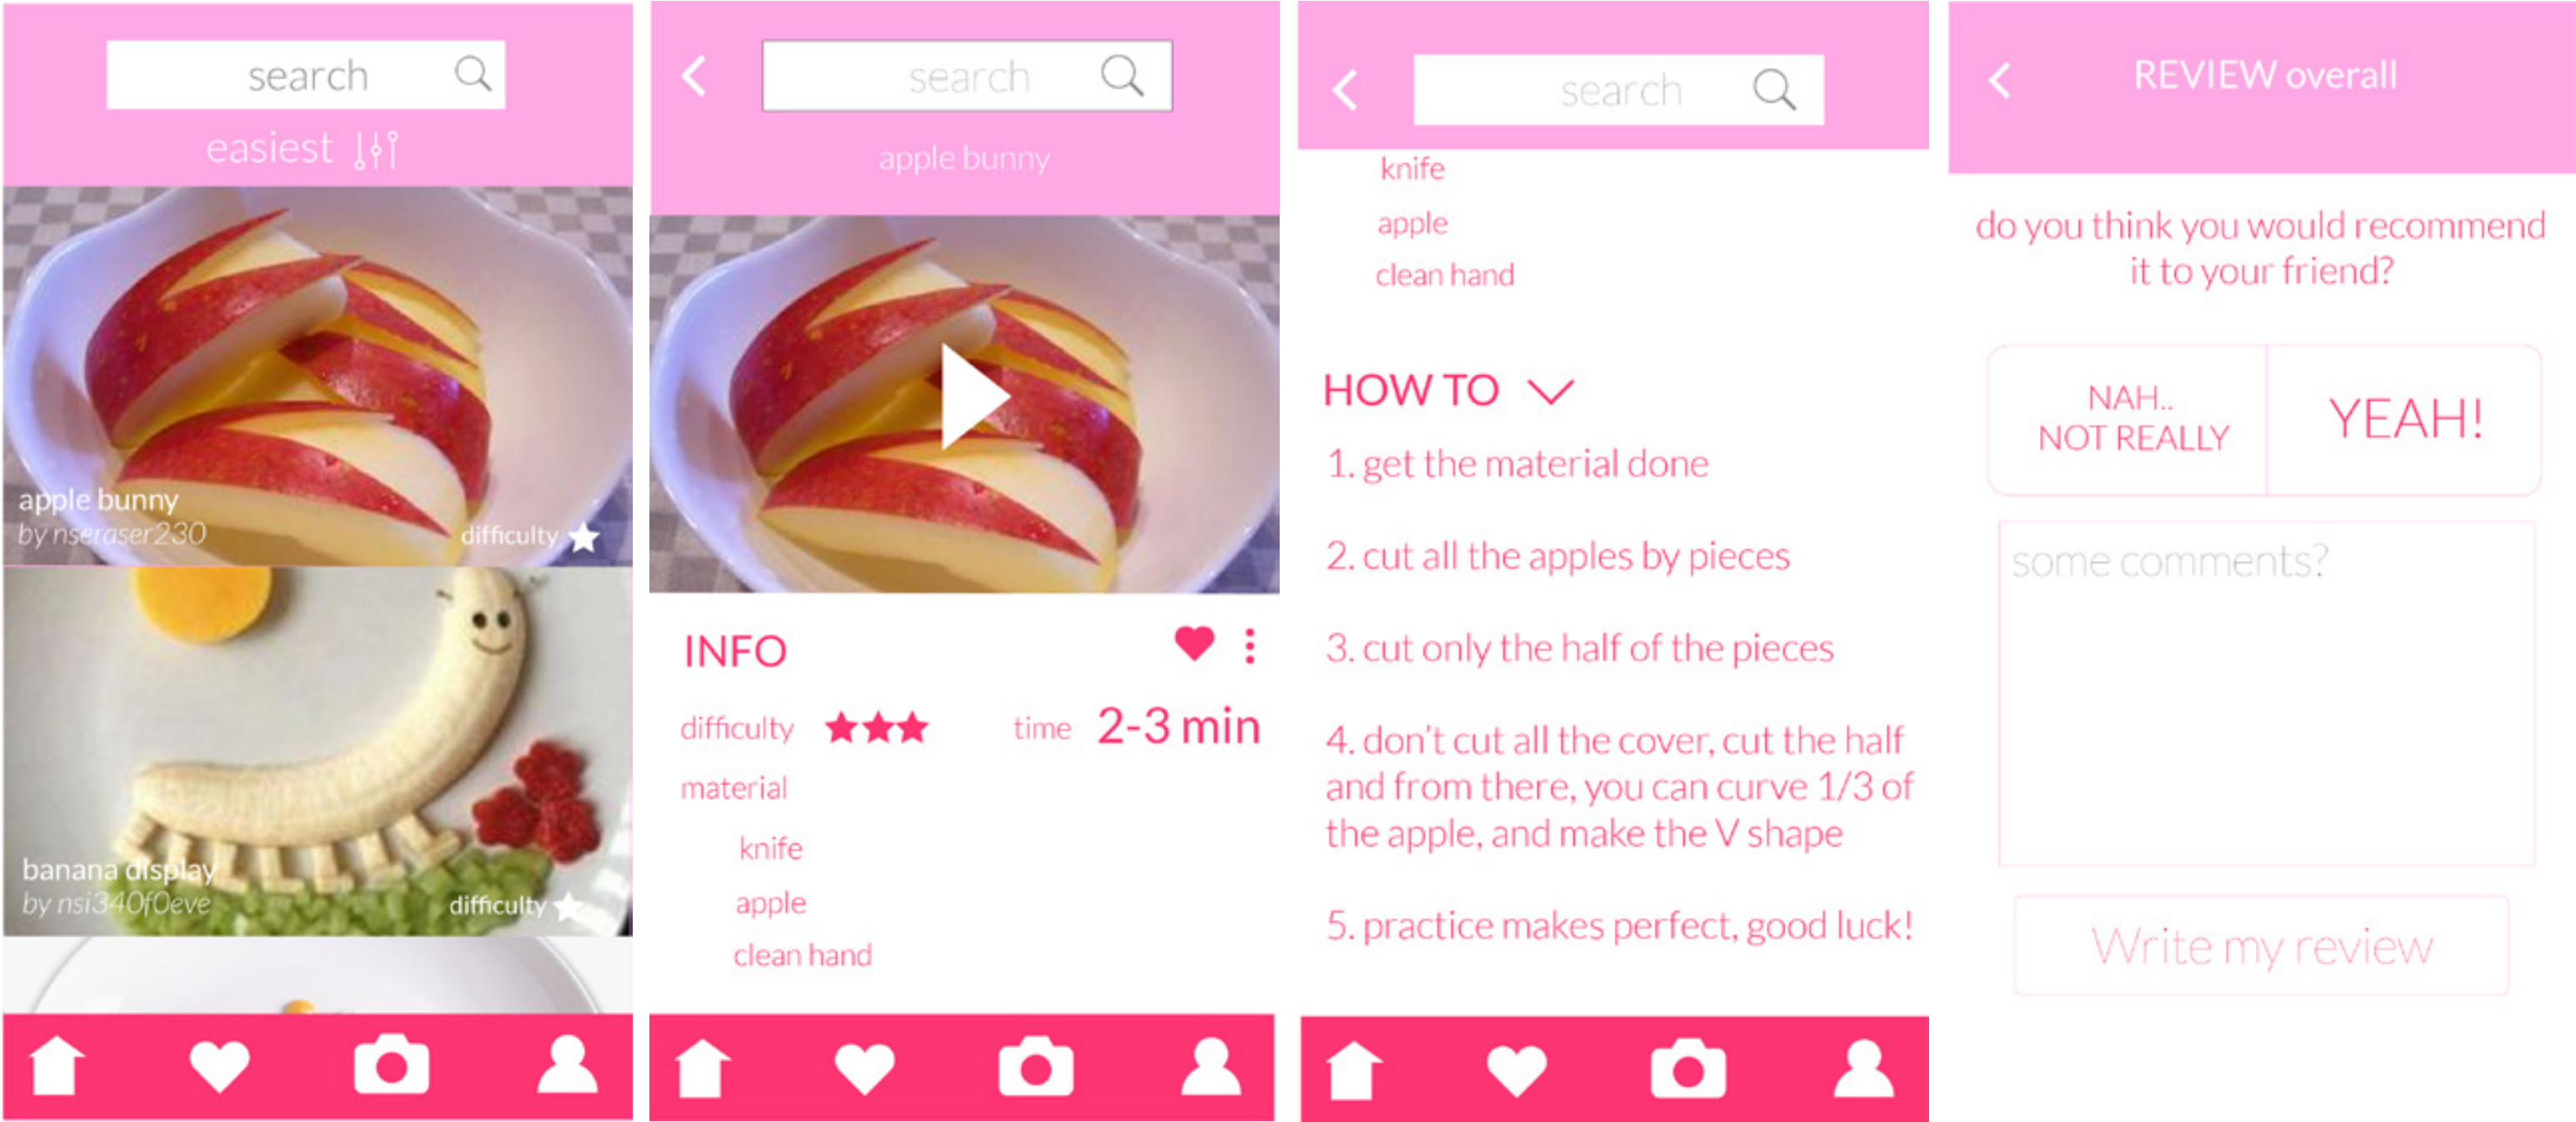 search
easiest
apple bunny
by nseraser230
difficulty
banana display
by nsi340f0eve
difficulty
search
apple bunny
INFO
difficulty
time 2-3 min
material
knife
apple
clean hand
search
knife
apple
clean hand
HOW TO
1. get the material done
2. cut all the apples by pieces
3. cut only the half of the pieces
4. don't cut all the cover, cut the half
and from there, you can curve 1/3 of
the apple, and make the V shape
5. practice makes perfect, good luck!
REVIEW overall
do you think you would recommend
it to your friend?
NAH..
NOT REALLY
YEAH!
some comments?
Write my review